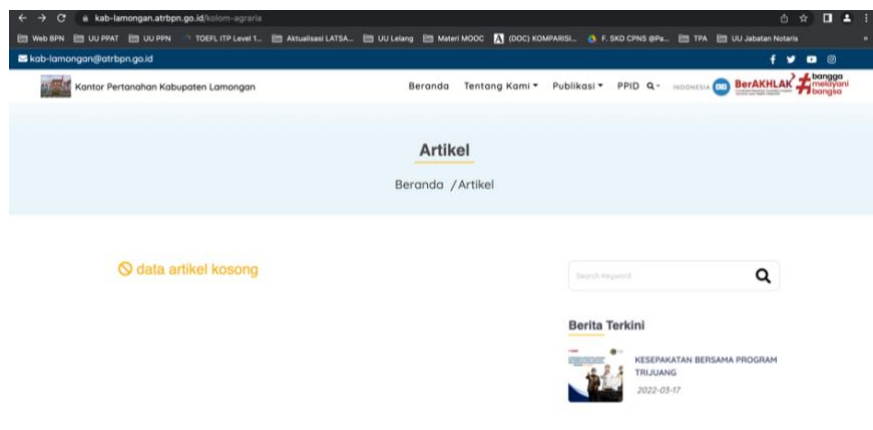 kab-lamongan.atrbpn.go.id/kolom-agraria
Web BPN UU PPAT UU PPN TOEFL ITP Level 1... Aktualisasi LATSA... UU Lelang Materi MOOC (DOC) KOMPARISI... F. SKD CPNS @Pa... TPA UU Jabatan Notaris
kab-lamongan@atrbpn.go.id
Kantor Pertanahan Kabupaten Lamongan Beranda Tentang Kami Publikasi PPID INDONESIA BerAKHLAK bangga
melayani
bangsa
Artikel
Beranda /Artikel
data artikel kosong
Search Keyword
Berita Terkini
KESEPAKATAN BERSAMA PROGRAM
TRIJUANG
2022-03-17